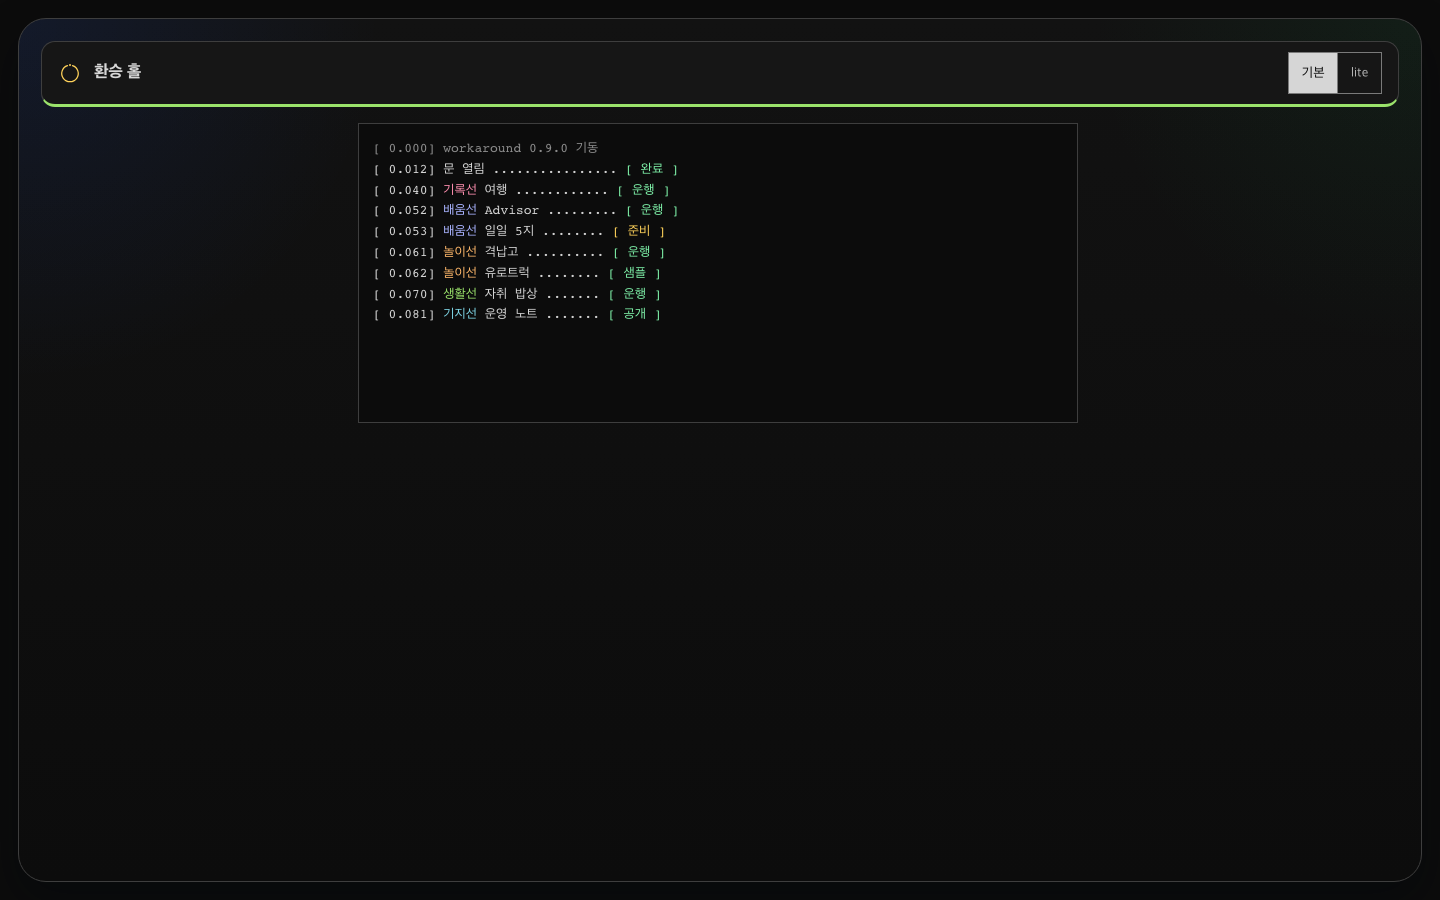 환승 홀
기본 lite
[ 0.000] workaround 0.9.0 기동
[ 0.012] 문 열림 ................ [ 완료 ]
[ 0.040] 기록선 여행 ............ [ 운행 ]
[ 0.052] 배움선 Advisor ......... [ 운행 ]
[ 0.053] 배움선 일일 5지 ........ [ 준비 ]
[ 0.061] 놀이선 격납고 .......... [ 운행 ]
[ 0.062] 놀이선 유로트럭 ........ [ 샘플 ]
[ 0.070] 생활선 자취 밥상 ....... [ 운행 ]
[ 0.081] 기지선 운영 노트 ....... [ 공개 ]